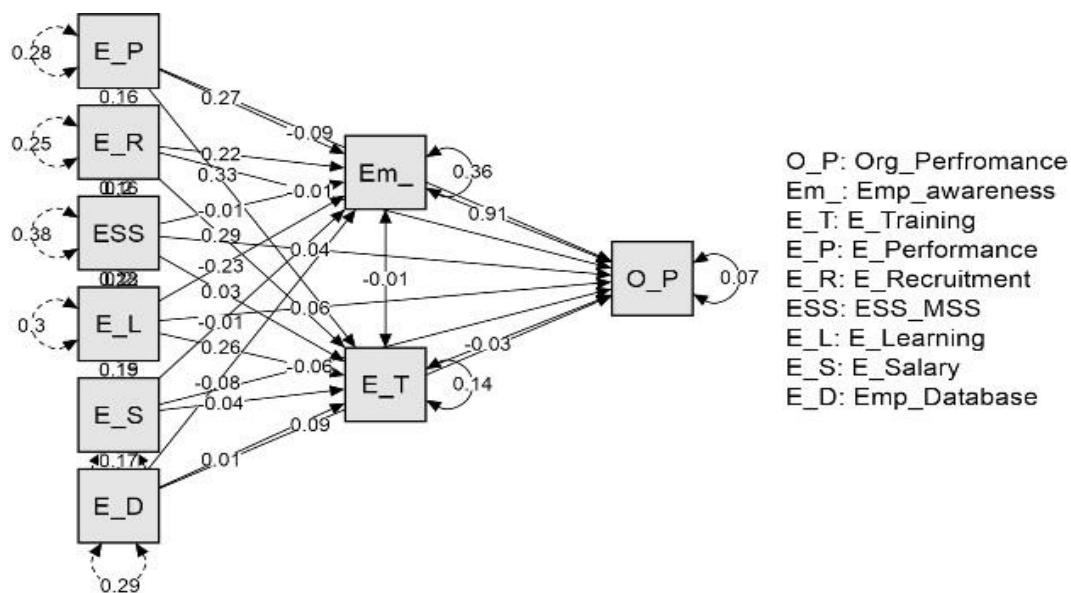 E_P
0.28
0.16
0.27
-0.09
E_R
0.25
0.22
0.33
-0.01
Em_
0.36
ESS
0.38
-0.01
0.29
0.04
0.91
-0.01
E_L
0.3
-0.23
0.03
-0.01
0.06
0.26
-0.06
0.19
O_P
0.07
E_S
-0.08
-0.04
E_T
-0.03
0.14
0.17
0.09
0.01
E_D
0.29
O_P: Org_Perfromance
Em_: Emp_awareness
E_T: E_Training
E_P: E_Performance
E_R: E_Recruitment
ESS: ESS_MSS
E_L: E_Learning
E_S: E_Salary
E_D: Emp_Database